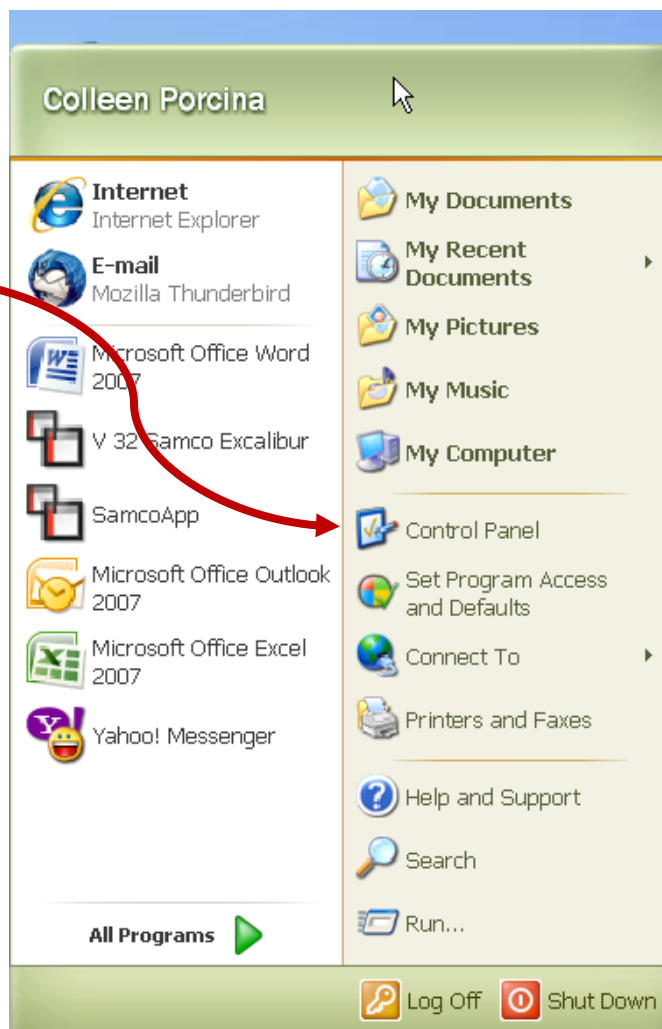 Colleen Porcina
Internet
Internet Explorer
E-mail
Mozilla Thunderbird
Microsoft Office Word
2007
V 32 Samco Excalibur
SamcoApp
Microsoft Office Outlook
2007
Microsoft Office Excel
2007
Yahoo! Messenger
All Programs
My Documents
My Recent
Documents
My Pictures
My Music
My Computer
Control Panel
Set Program Access
and Defaults
Connect To
Printers and Faxes
Help and Support
Search
Run...
Log Off
Shut Down